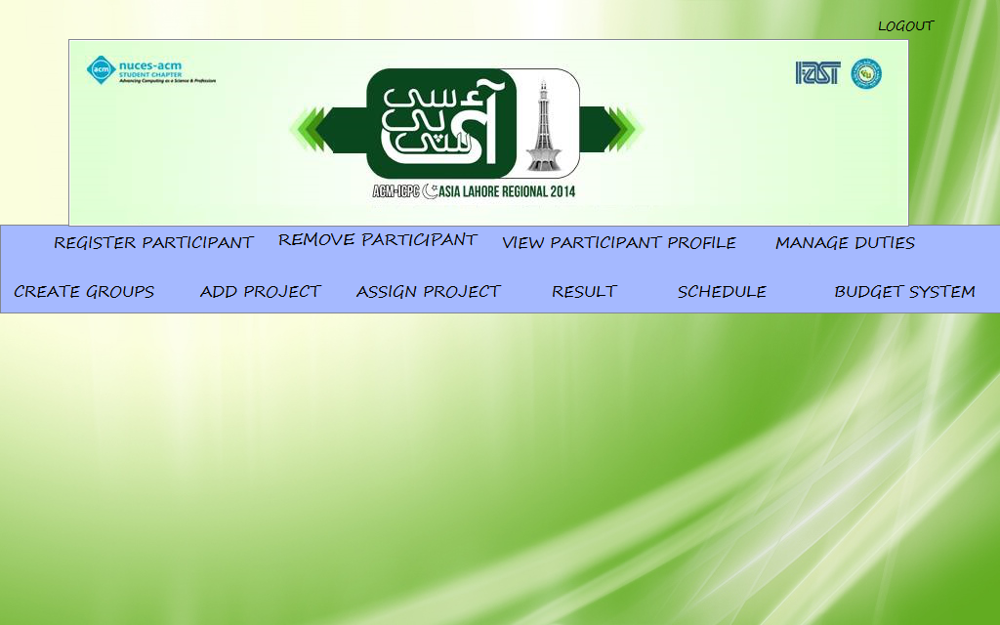 LOGOUT
acm
nuces-acm
STUDENT CHAPTER
Advancing Computing as a Science & Profession
FAST
آئی سی پی سی
ACM-ICPC ASIA LAHORE REGIONAL 2014
REGISTER PARTICIPANT REMOVE PARTICIPANT VIEW PARTICIPANT PROFILE MANAGE DUTIES
CREATE GROUPS ADD PROJECT ASSIGN PROJECT RESULT SCHEDULE BUDGET SYSTEM